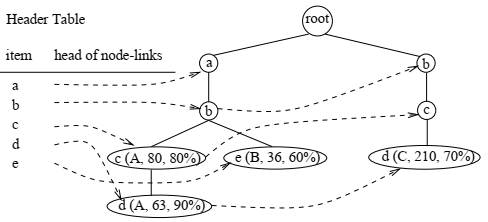 Header Table
root
item head of node-links
a
b
a
b
b
c
c
d
e
c (A, 80, 80%)
e (B, 36, 60%)
d (C, 210, 70%)
d (A, 63, 90%)